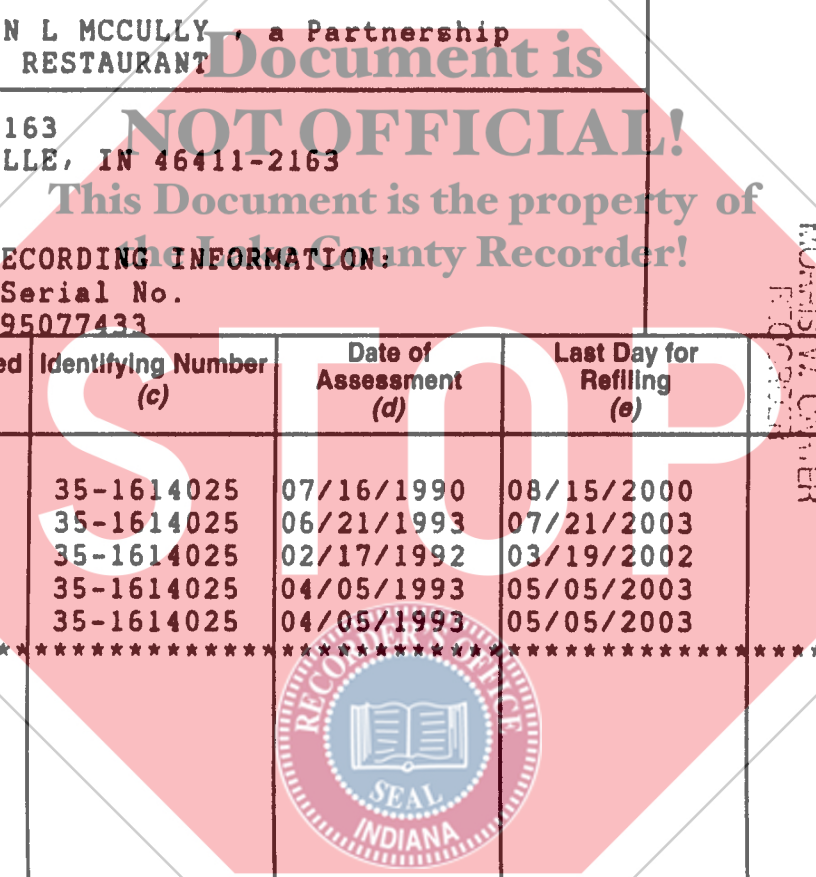 N L MCCULLY , a Partnership
RESTAURANT
Document is
NOT OFFICIAL!
163
LLE, IN 46411-2163
This Document is the property of
the Lake County Recorder!
ECORDING INFORMATION:
Serial No.
95077433
ed Identifying Number (c) Date of Assessment (d) Last Day for Refiling (e)
STOP
35-1614025 07/16/1990 08/15/2000
35-1614025 06/21/1993 07/21/2003
35-1614025 02/17/1992 03/19/2002
35-1614025 04/05/1993 05/05/2003
35-1614025 04/05/1993 05/05/2003
*******************************************
RECORDER'S OFFICE
SEAL
INDIANA
RECORDER